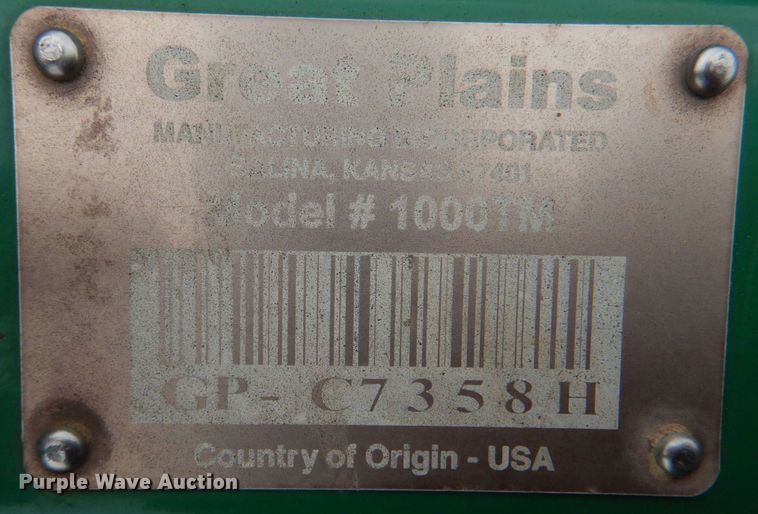 Great Plains
MANUFACTURING INCORPORATED
SALINA, KANSAS 67401
Model # 1000TM
GP- C7358H
Country of Origin - USA
Purple Wave Auction